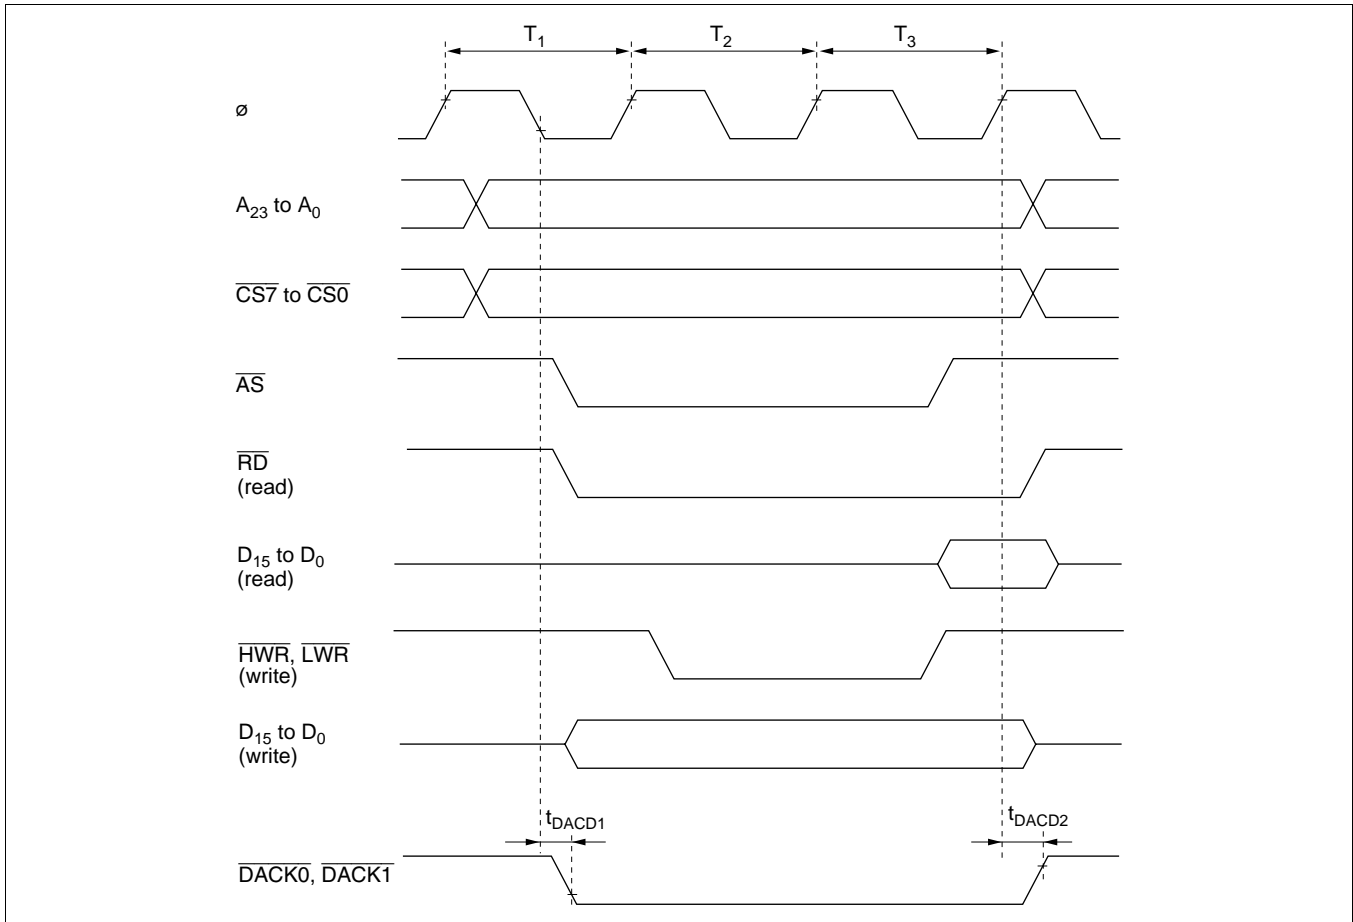 T1 T2 T3
ø
A23 to A0
CS7 to CS0
AS
RD
(read)
D15 to D0
(read)
HWR, LWR
(write)
D15 to D0
(write)
tDACD1 tDACD2
DACK0, DACK1